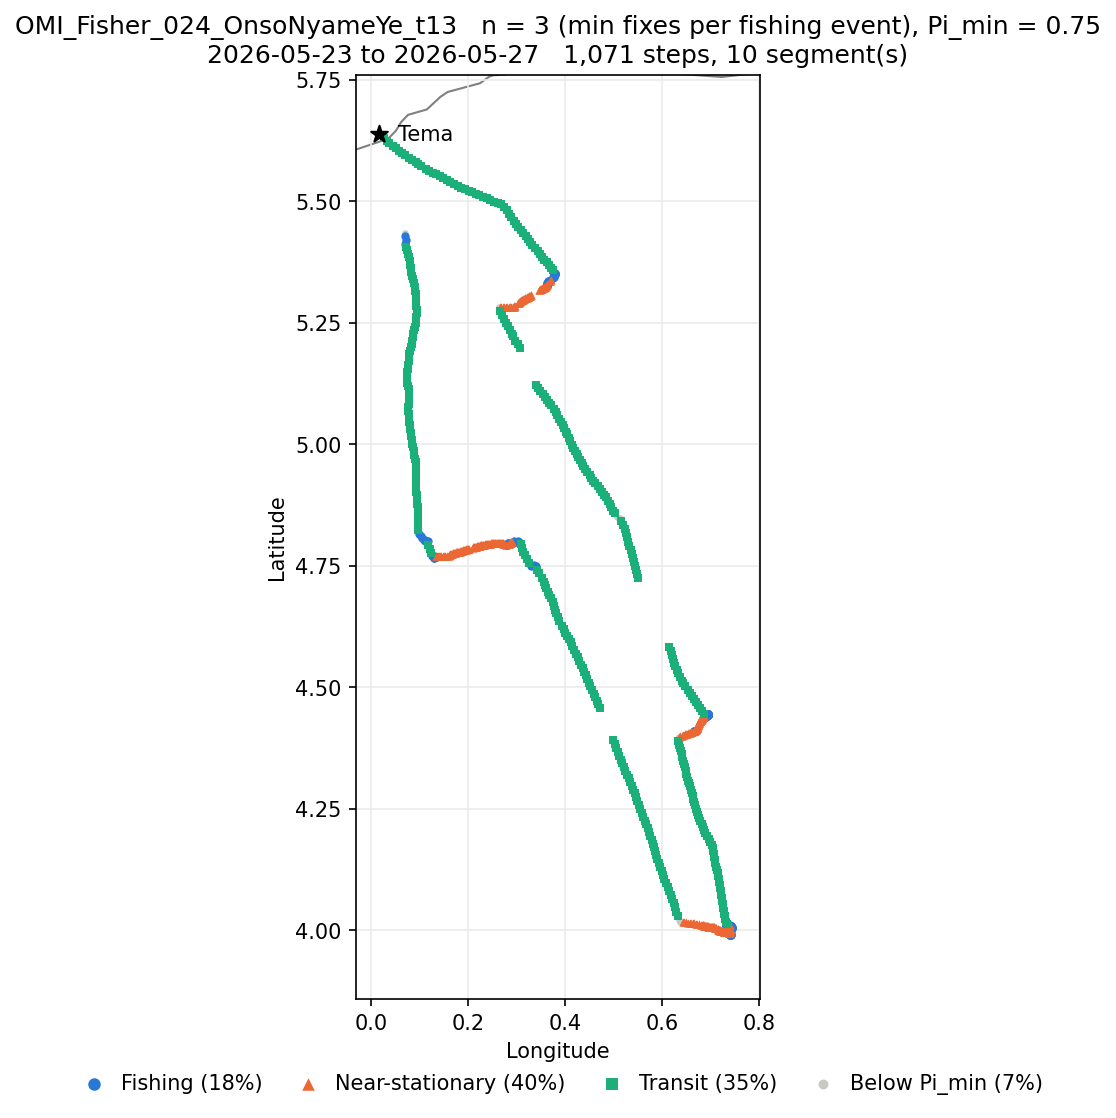 OMI_Fisher_024_OnsoNyameYe_t13   n = 3 (min fixes per fishing event), Pi_min = 0.75
2026-05-23 to 2026-05-27   1,071 steps, 10 segment(s)
5.75
Tema
5.50
5.25
5.00
Latitude
4.75
4.50
4.25
4.00
0.0 0.2 0.4 0.6 0.8
Longitude
Fishing (18%) Near-stationary (40%) Transit (35%) Below Pi_min (7%)